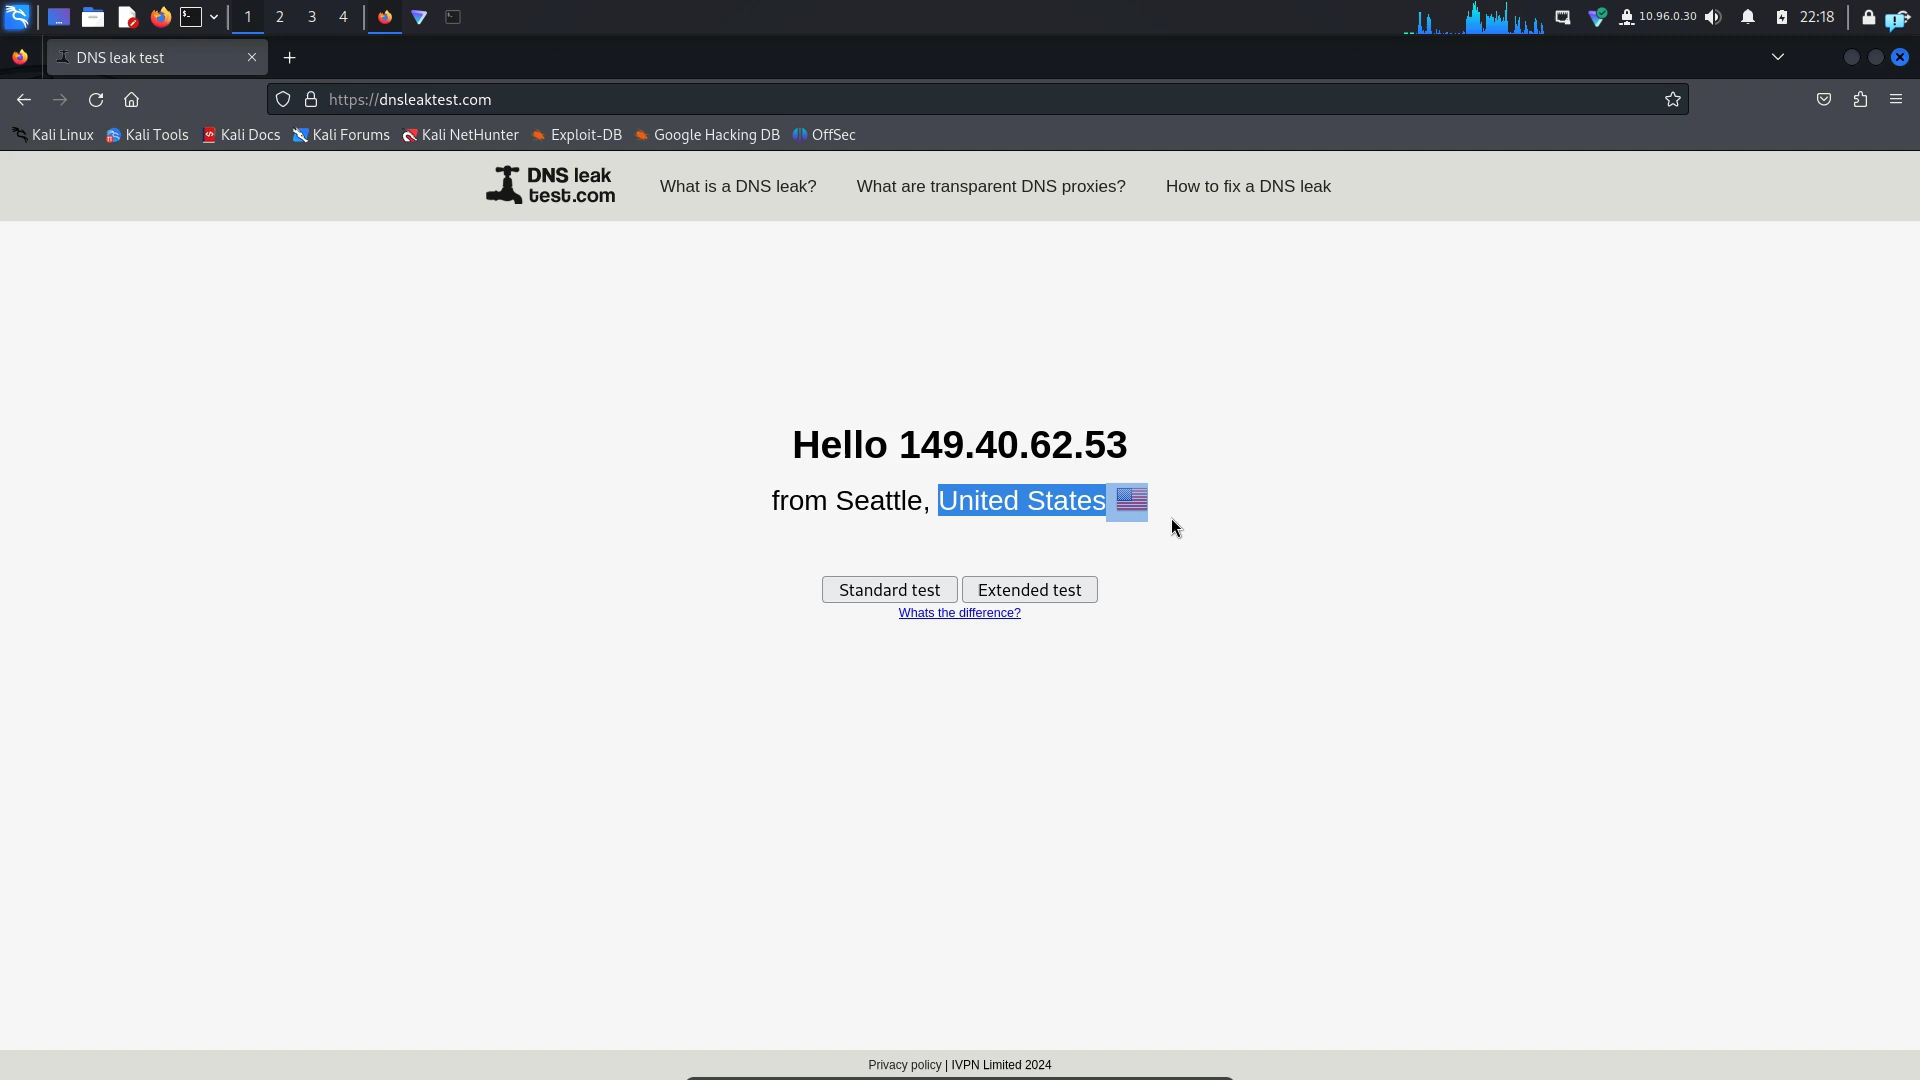 1 2 3 4 10.96.0.30 22:18
DNS leak test
https://dnsleaktest.com
Kali Linux Kali Tools Kali Docs Kali Forums Kali NetHunter Exploit-DB Google Hacking DB OffSec
DNS leak
test.com
What is a DNS leak? What are transparent DNS proxies? How to fix a DNS leak
Hello 149.40.62.53
from Seattle, United States
Standard test Extended test
Whats the difference?
Privacy policy | IVPN Limited 2024